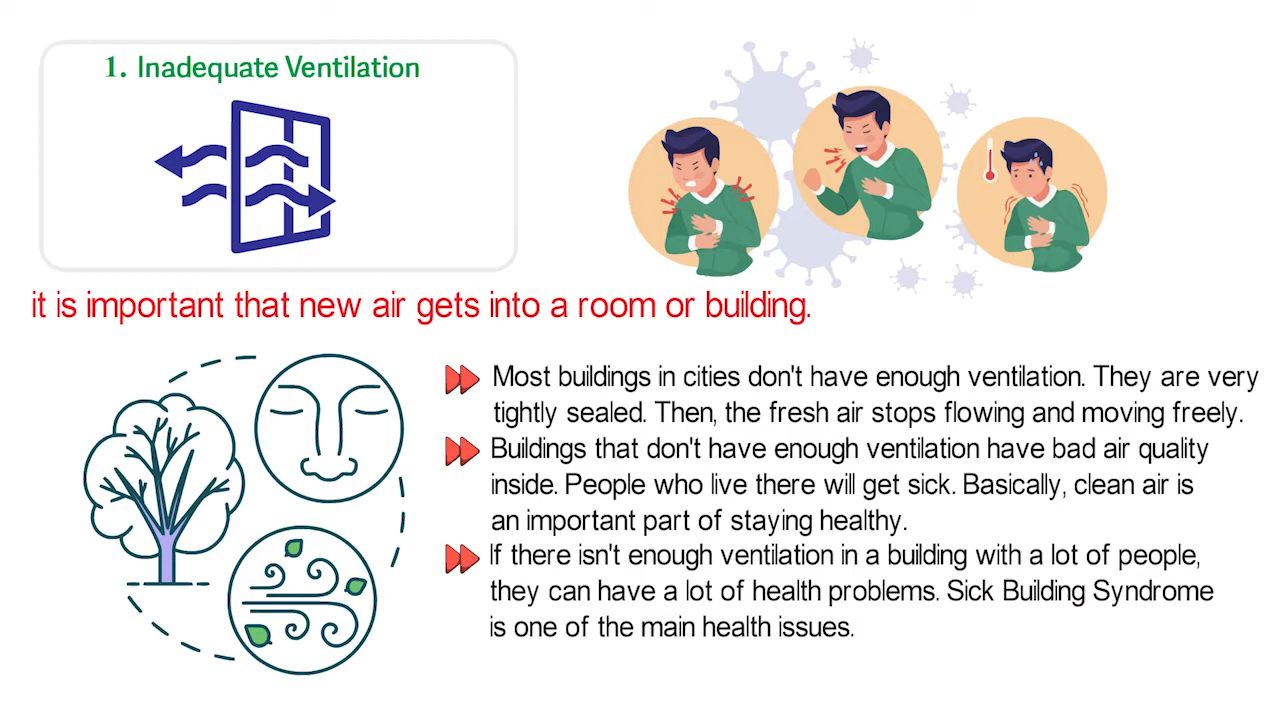 1. Inadequate Ventilation
it is important that new air gets into a room or building.
Most buildings in cities don't have enough ventilation. They are very
tightly sealed. Then, the fresh air stops flowing and moving freely.
Buildings that don't have enough ventilation have bad air quality
inside. People who live there will get sick. Basically, clean air is
an important part of staying healthy.
If there isn't enough ventilation in a building with a lot of people,
they can have a lot of health problems. Sick Building Syndrome
is one of the main health issues.